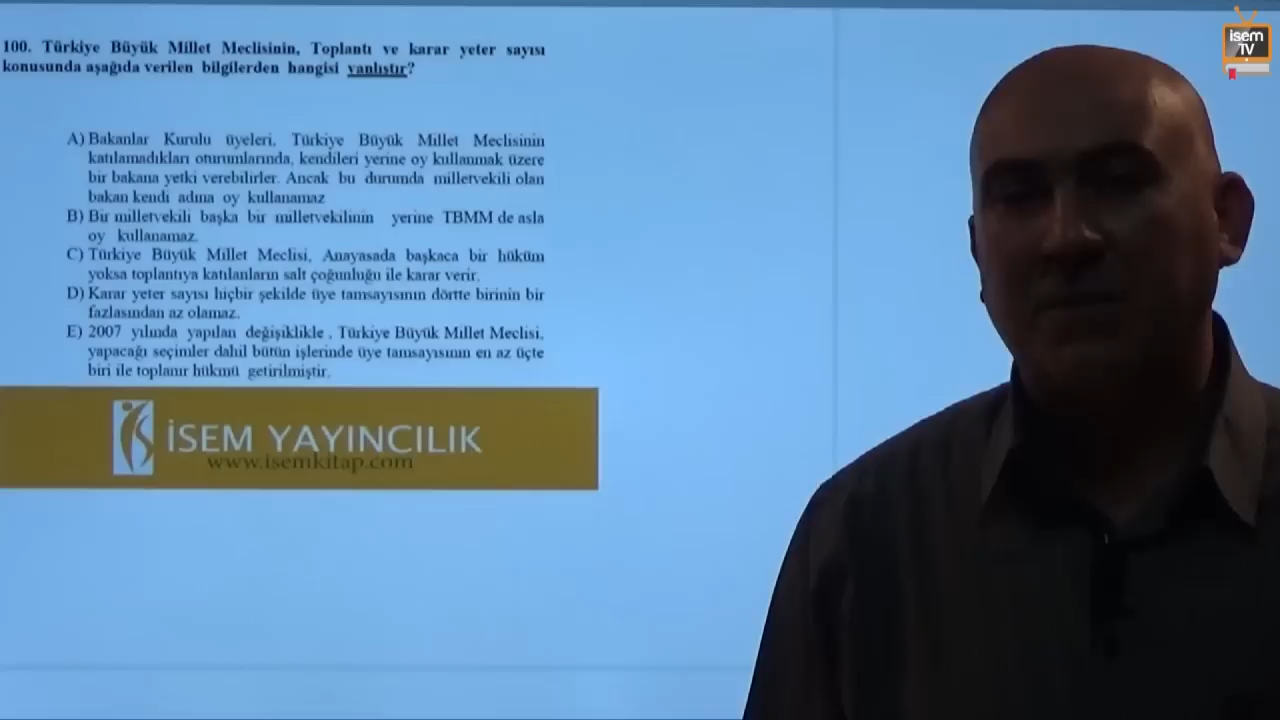 100. Türkiye Büyük Millet Meclisinin, Toplantı ve karar yeter sayısı
konusunda aşağıda verilen bilgilerden hangisi yanlıştır?
A) Bakanlar Kurulu üyeleri, Türkiye Büyük Millet Meclisinin
katılamadıkları oturumlarında, kendileri yerine oy kullanmak üzere
bir bakana yetki verebilirler. Ancak bu durumda milletvekili olan
bakan kendi adına oy kullanamaz
B) Bir milletvekili başka bir milletvekilinin yerine TBMM de asla
oy kullanamaz.
C) Türkiye Büyük Millet Meclisi, Anayasada başkaca bir hüküm
yoksa toplantıya katılanların salt çoğunluğu ile karar verir.
D) Karar yeter sayısı hiçbir şekilde üye tamsayısının dörtte birinin bir
fazlasından az olamaz.
E) 2007 yılında yapılan değişiklikle , Türkiye Büyük Millet Meclisi,
yapacağı seçimler dahil bütün işlerinde üye tamsayısının en az üçte
biri ile toplanır hükmü getirilmiştir.
İSEM YAYINCILIK
www.isemkitap.com
isem
TV